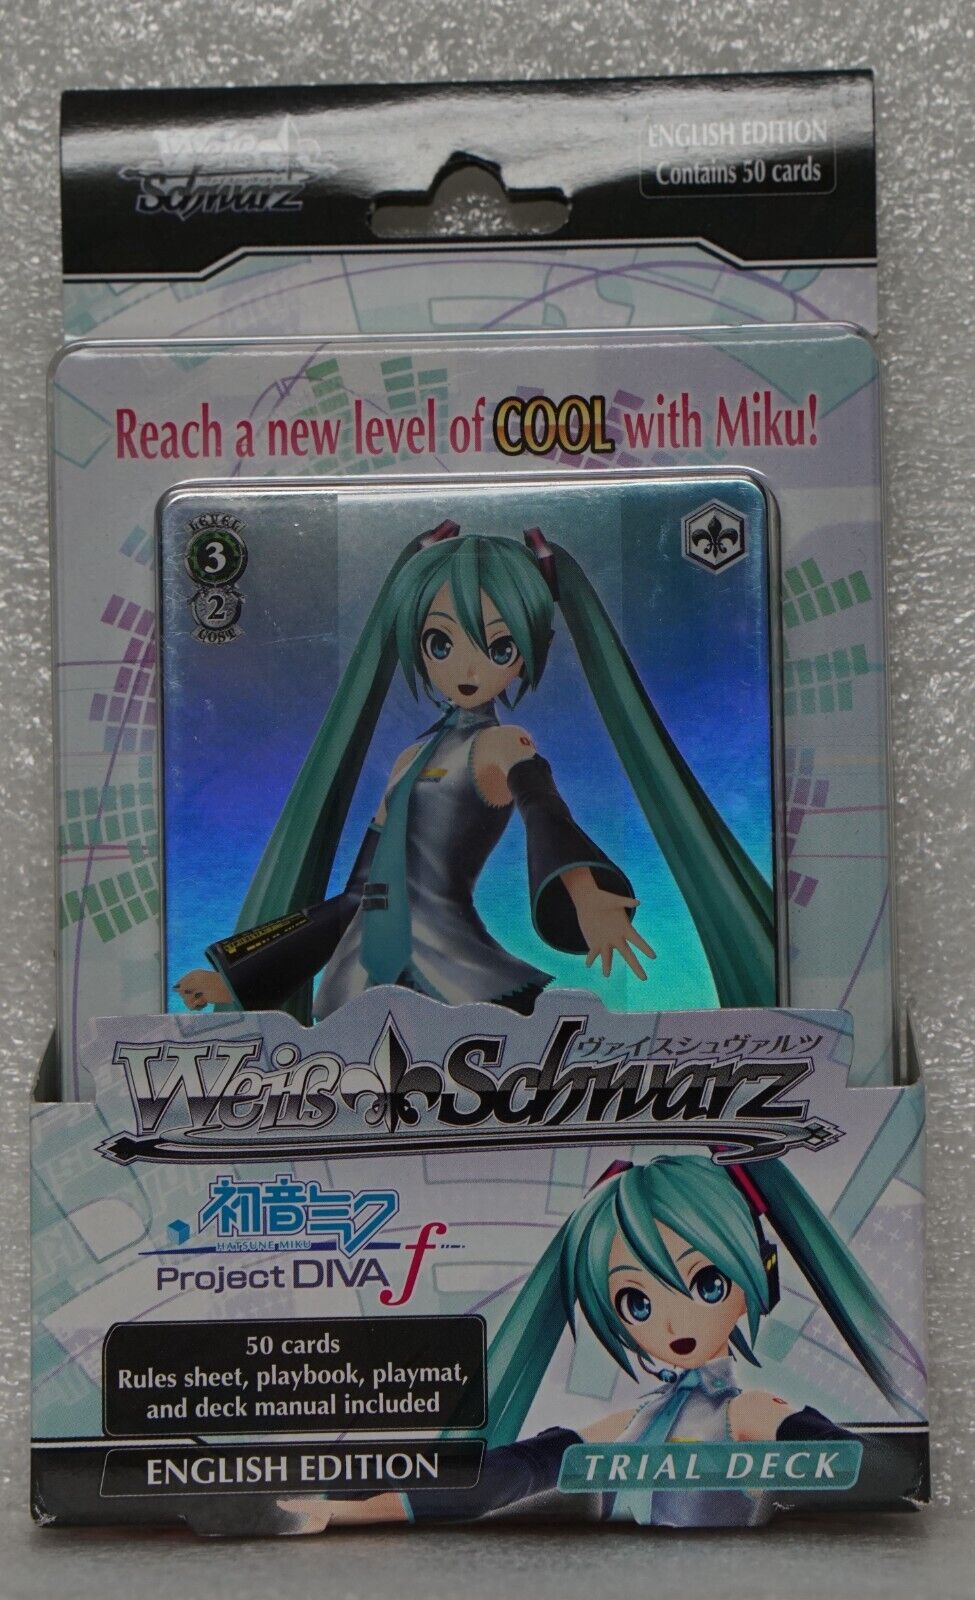 Weiß
Schwarz
ENGLISH EDITION
Contains 50 cards
Reach a new level of COOL with Miku!
LEVEL
3
2
COST
ヴァイスシュヴァルツ
Weiß Schwarz
初音ミク
HATSUNE MIKU
Project DIVA f
50 cards
Rules sheet, playbook, playmat,
and deck manual included
ENGLISH EDITION
TRIAL DECK